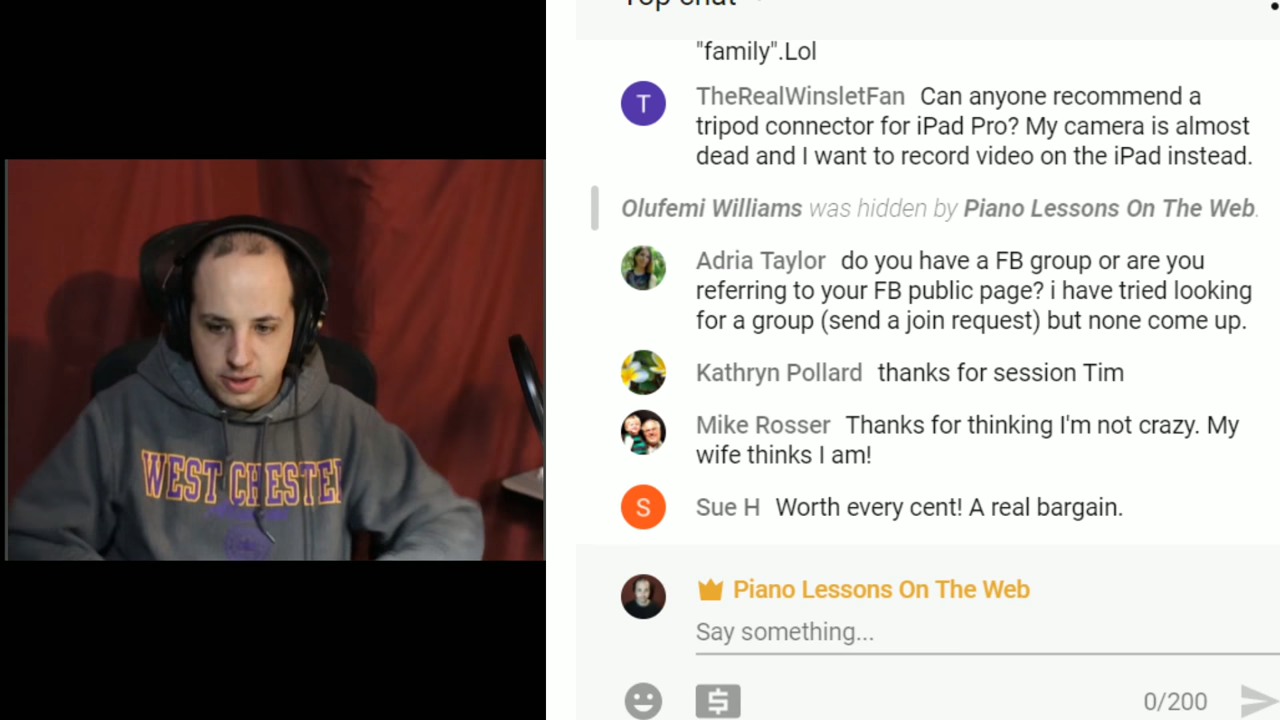 WEST CHESTER
"family".Lol
T
TheRealWinsletFan Can anyone recommend a
tripod connector for iPad Pro? My camera is almost
dead and I want to record video on the iPad instead.
Olufemi Williams was hidden by Piano Lessons On The Web.
Adria Taylor do you have a FB group or are you
referring to your FB public page? i have tried looking
for a group (send a join request) but none come up.
Kathryn Pollard thanks for session Tim
Mike Rosser Thanks for thinking I'm not crazy. My
wife thinks I am!
S
Sue H Worth every cent! A real bargain.
Piano Lessons On The Web
Say something...
$
0/200